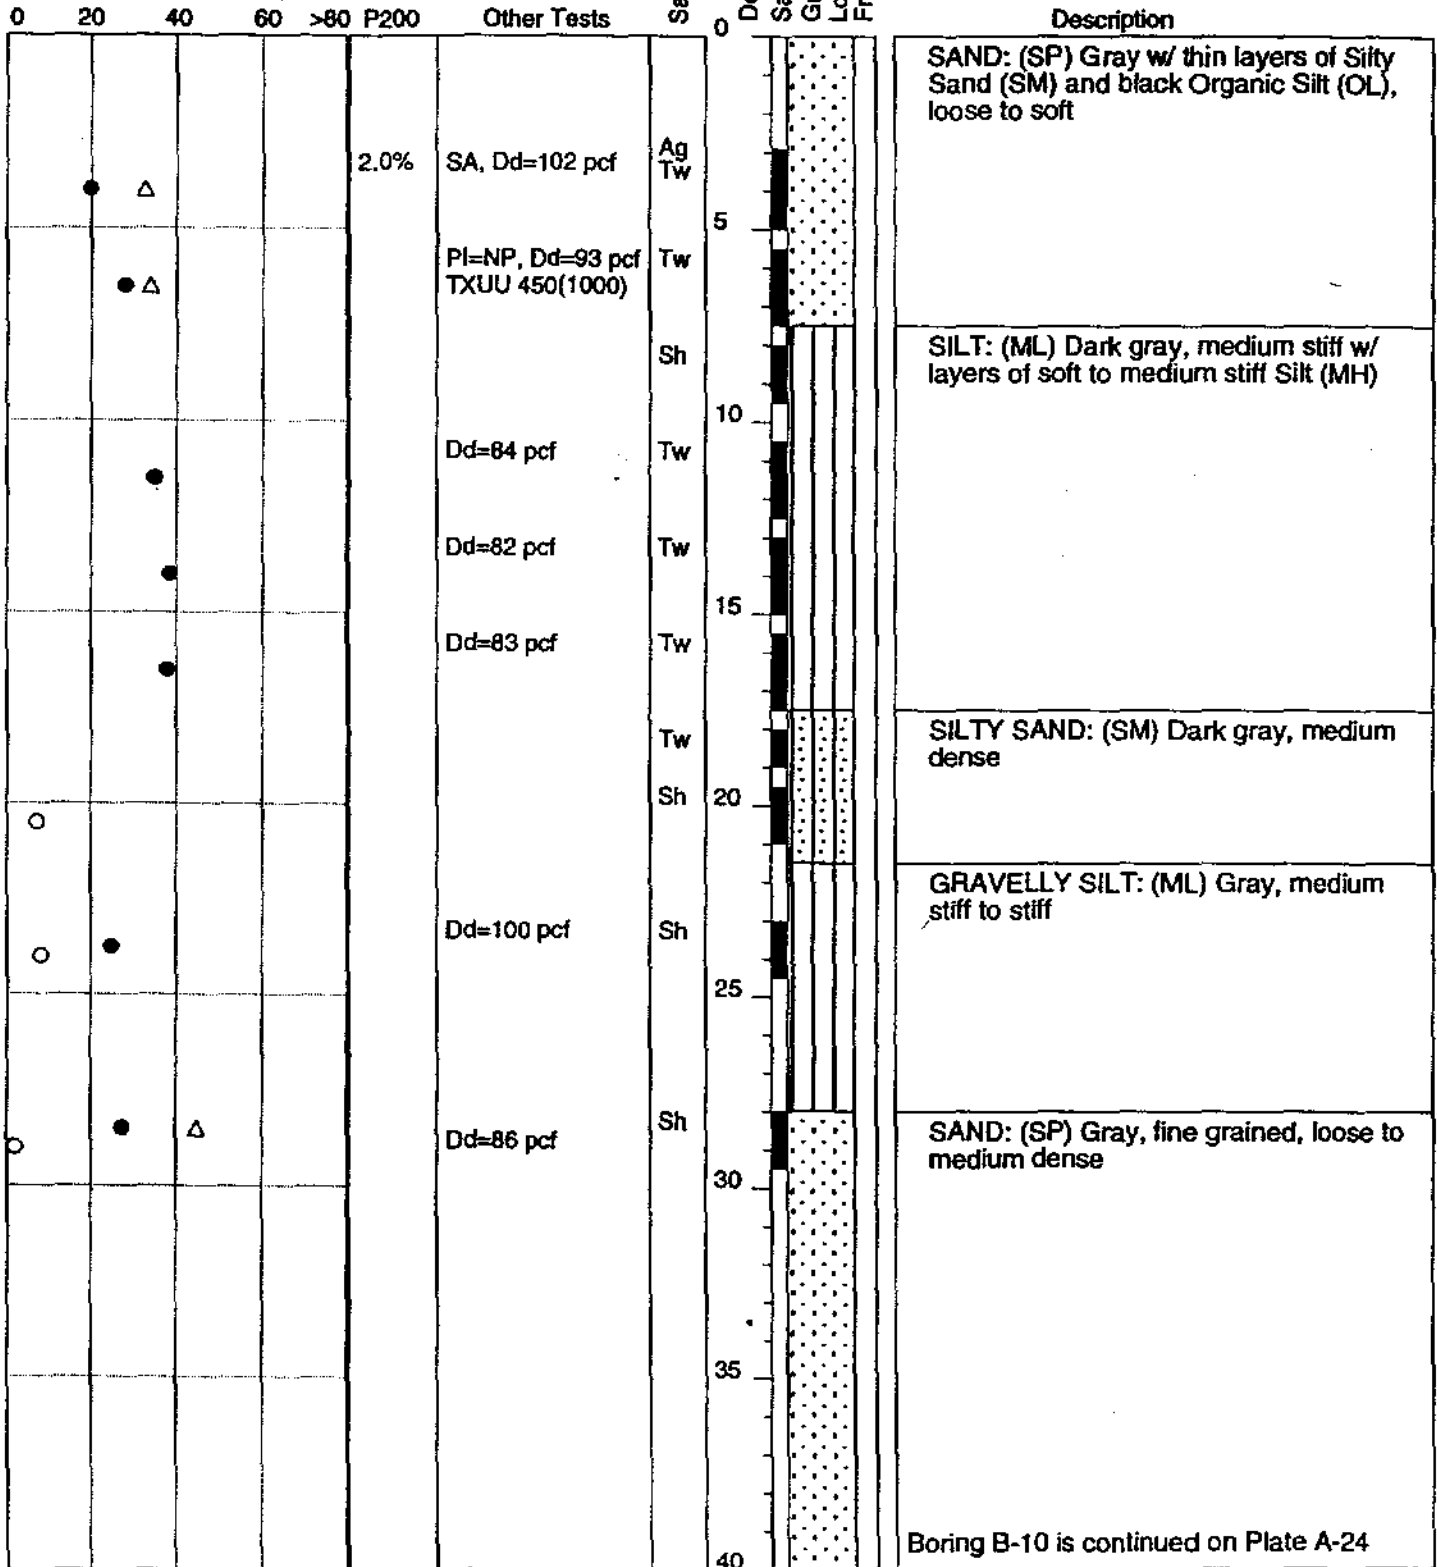 0 20 40 60 >80 P200 Other Tests
Description
0
SAND: (SP) Gray w/ thin layers of Silty
Sand (SM) and black Organic Silt (OL),
loose to soft
2.0% SA, Dd=102 pcf Ag
Tw
5
PI=NP, Dd=93 pcf Tw
TXUU 450(1000)
SILT: (ML) Dark gray, medium stiff w/
layers of soft to medium stiff Silt (MH)
Sh
10
Dd=84 pcf Tw
Dd=82 pcf Tw
15
Dd=83 pcf Tw
SILTY SAND: (SM) Dark gray, medium
dense
Tw
Sh 20
GRAVELLY SILT: (ML) Gray, medium
stiff to stiff
Dd=100 pcf Sh
25
Sh
SAND: (SP) Gray, fine grained, loose to
medium dense
Dd=86 pcf
30
35
Boring B-10 is continued on Plate A-24
40